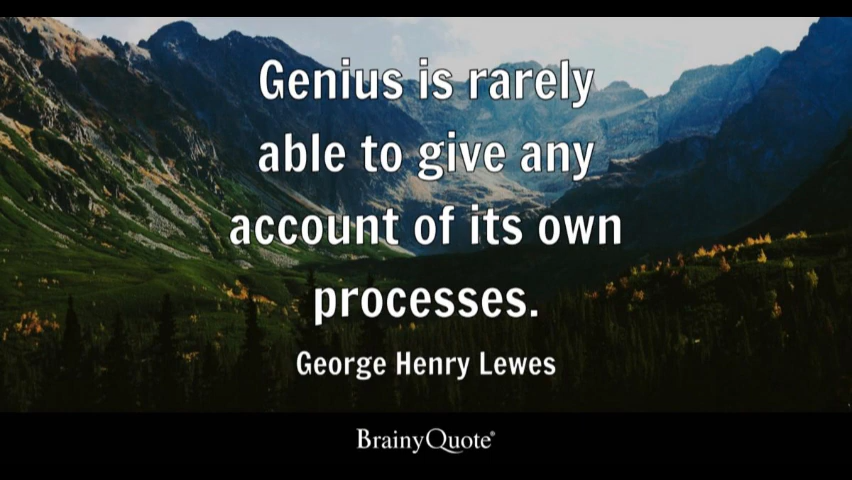 Genius is rarely
able to give any
account of its own
processes.
George Henry Lewes
BrainyQuote®